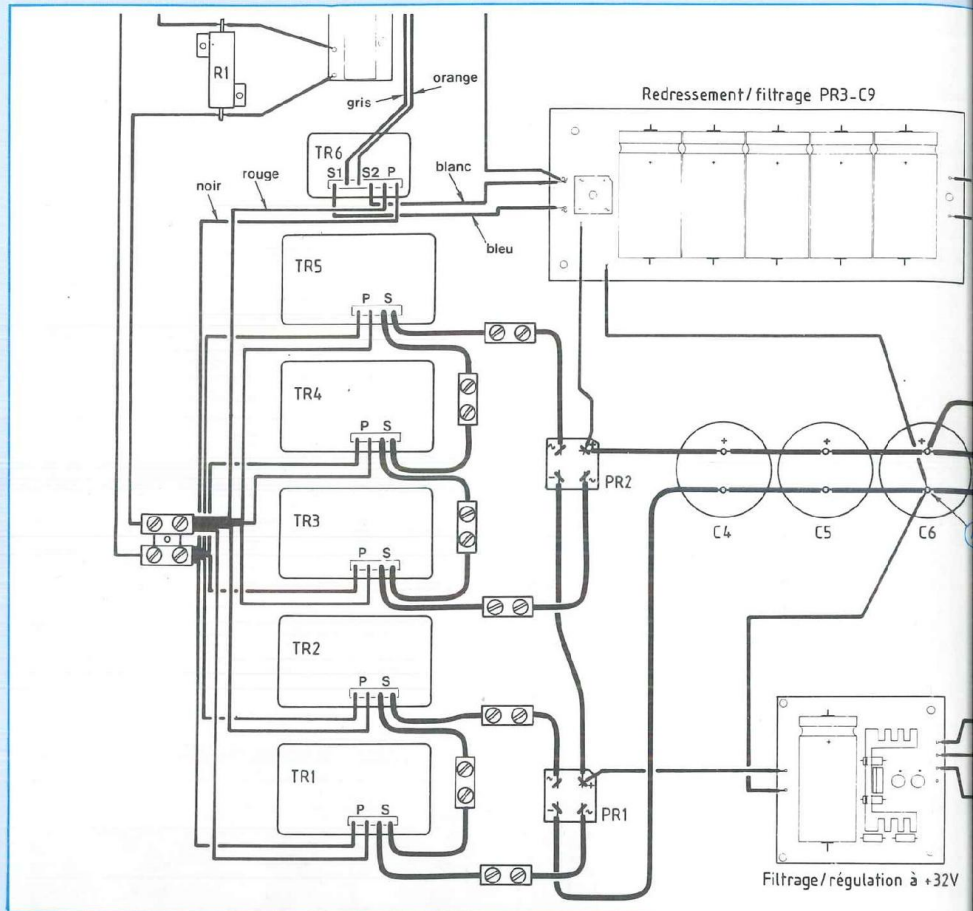 R1
orange
gris
Redressement/filtrage PR3-C9
TR6
S1 S2 P
blanc
rouge
noir
bleu
TR5
P S
TR4
P S
+
PR2
C4
+
C5
+
C6
+
TR3
P S
TR2
P S
TR1
P S
PR1
Filtrage/régulation à +32V